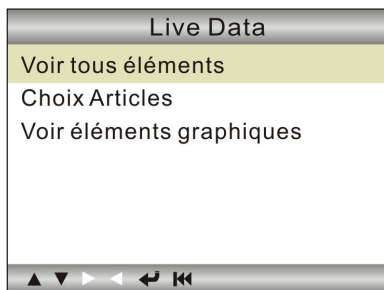 Live Data
Voir tous éléments
Choix Articles
Voir éléments graphiques